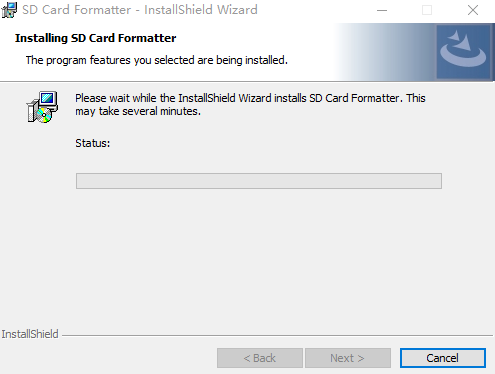 SD Card Formatter - InstallShield Wizard
Installing SD Card Formatter
The program features you selected are being installed.
Please wait while the InstallShield Wizard installs SD Card Formatter. This
may take several minutes.
Status:
InstallShield
< Back
Next >
Cancel